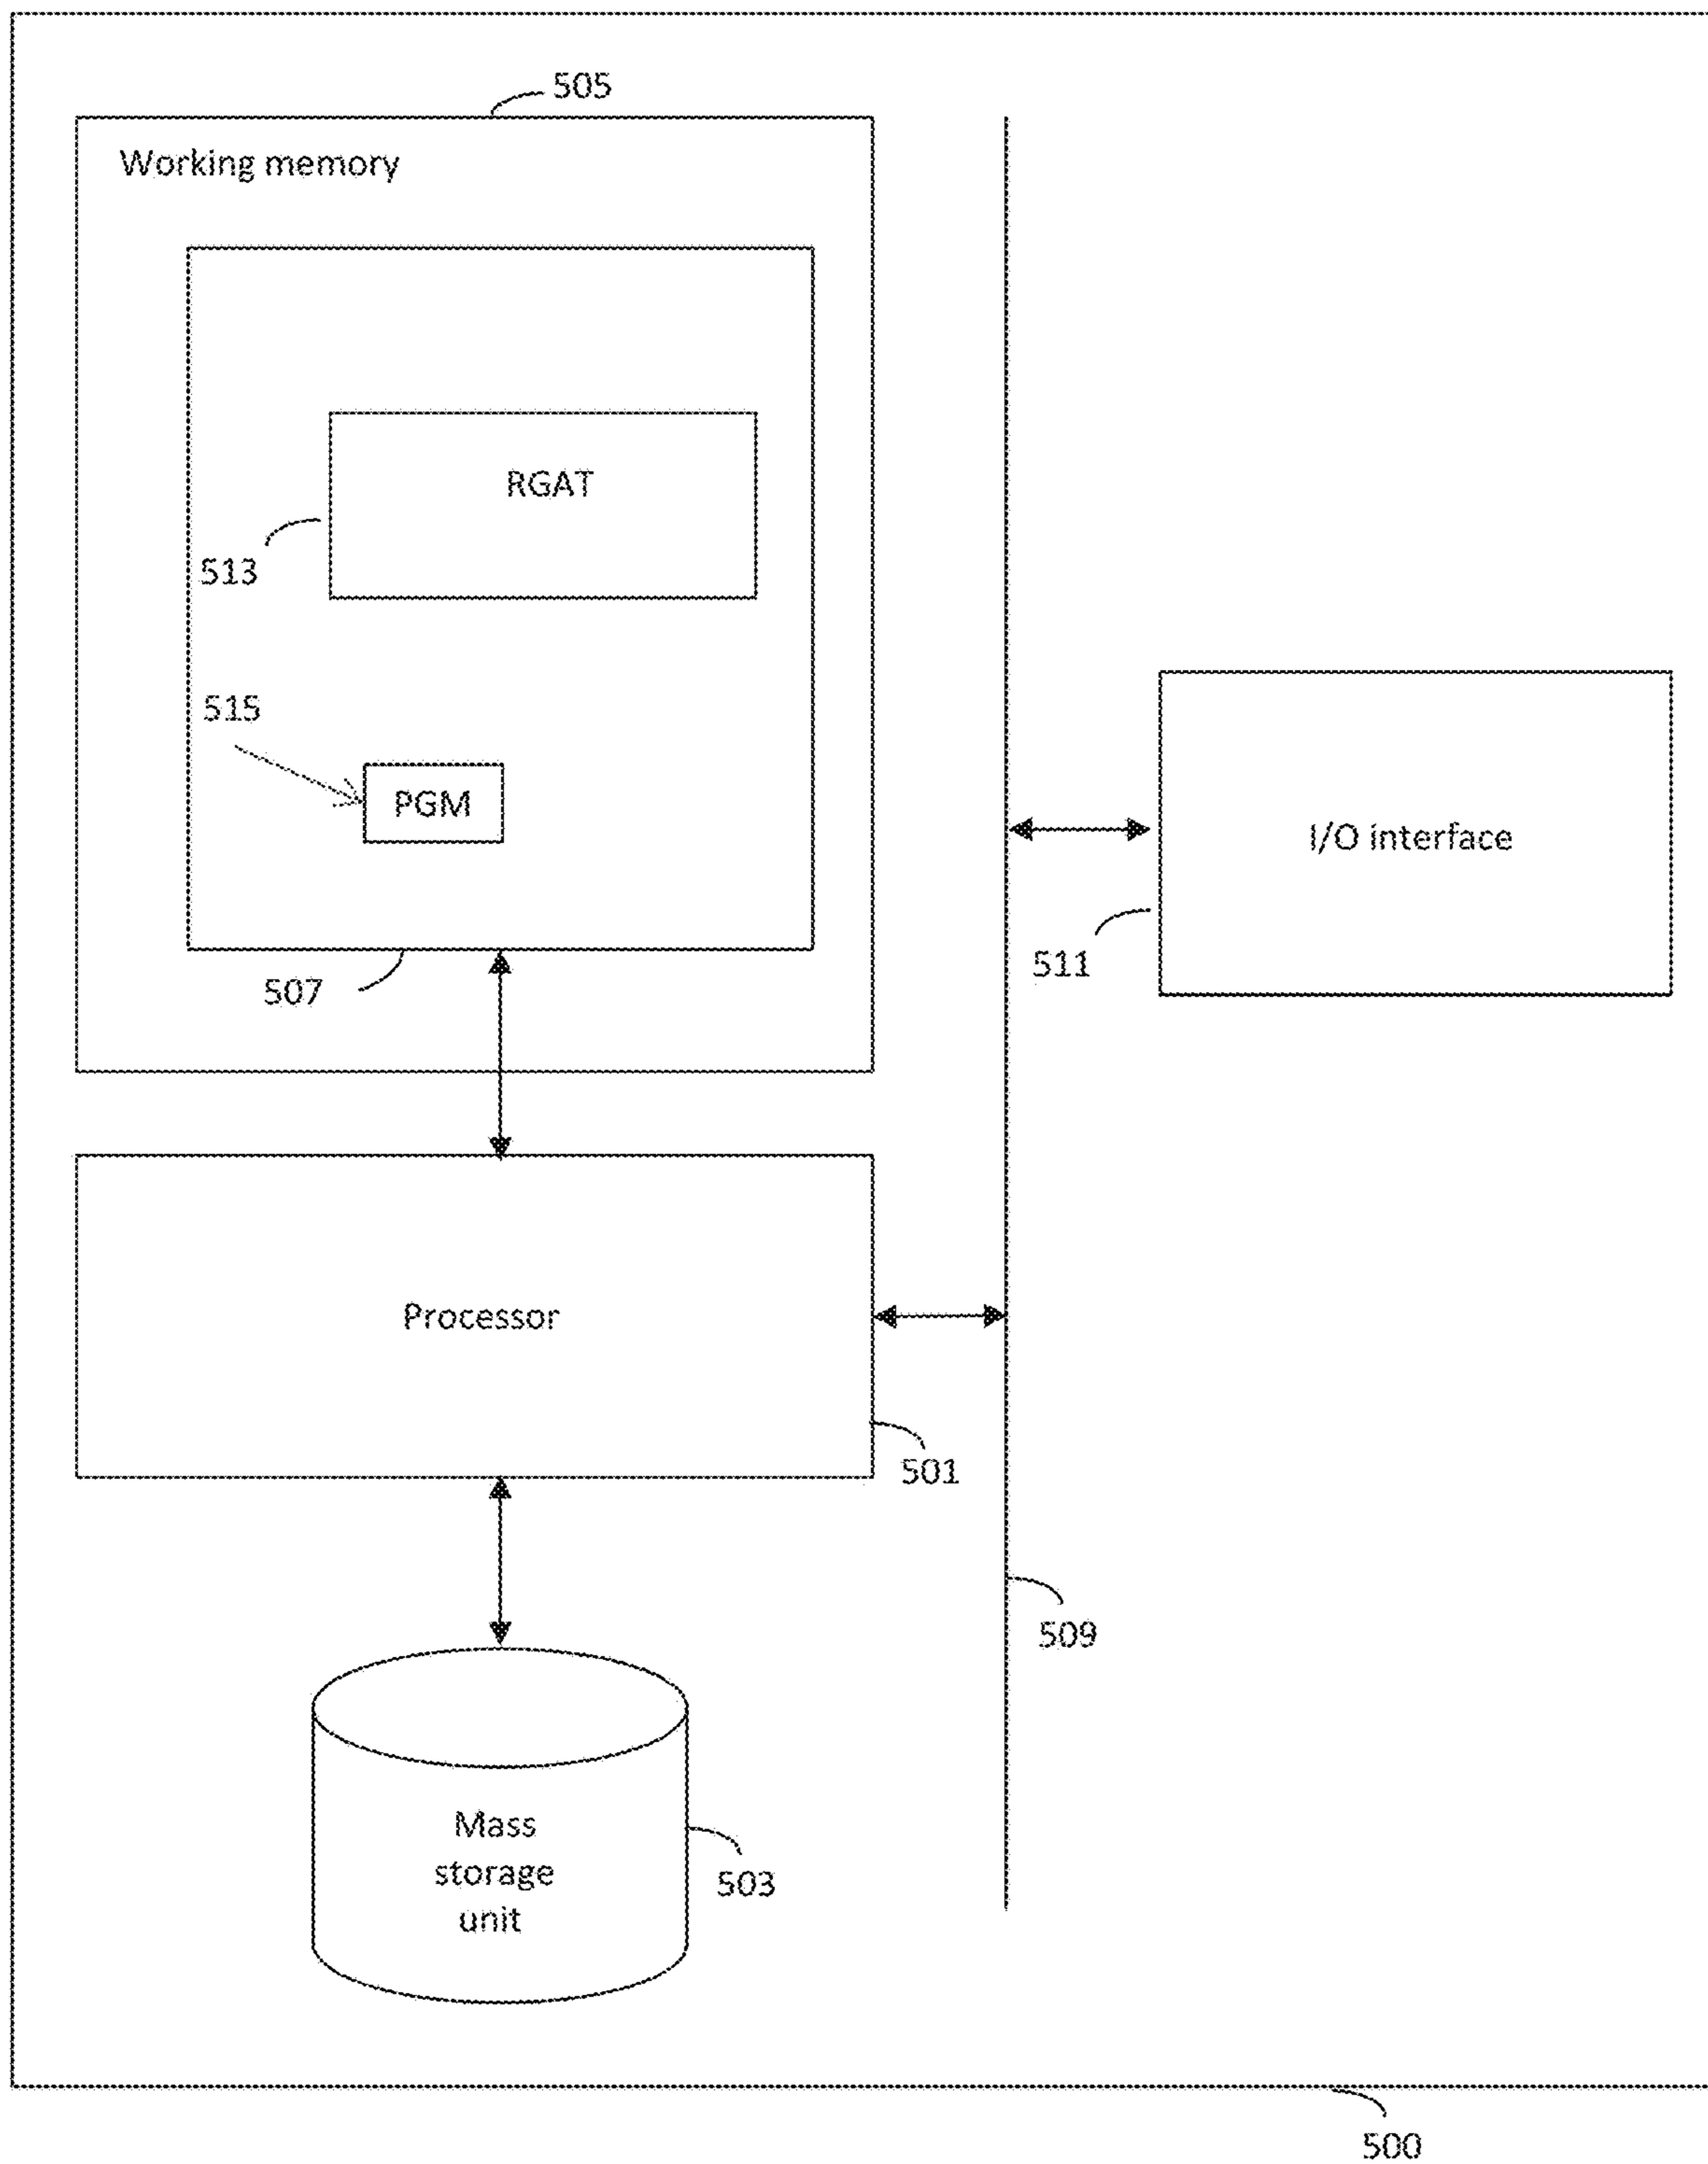 505
Working memory
RGAT
513
515
PGM
I/O interface
511
507
Processor
501
509
Mass
storage
unit
503
500